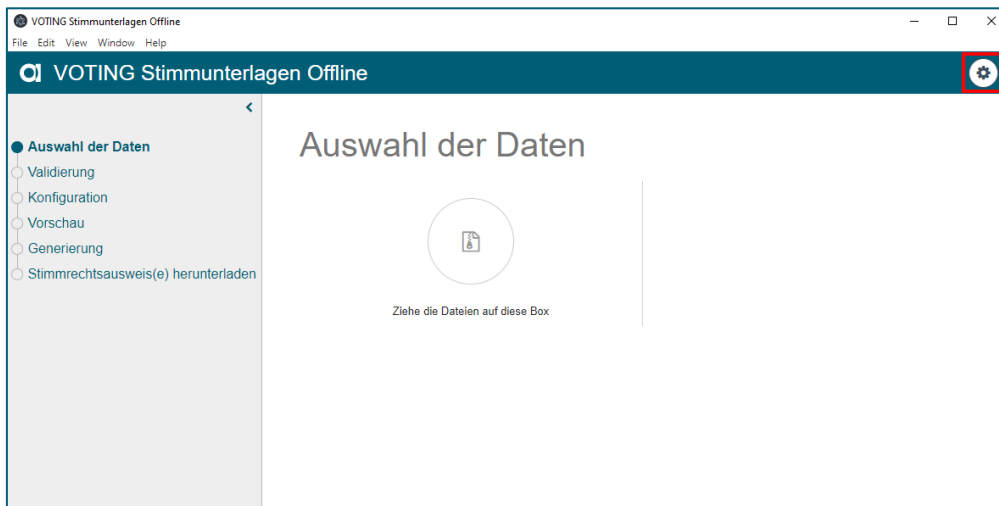 VOTING Stimmunterlagen Offline
File Edit View Window Help
VOTING Stimmunterlagen Offline
Auswahl der Daten
Validierung
Konfiguration
Vorschau
Generierung
Stimmrechtsausweis(e) herunterladen
Auswahl der Daten
Ziehe die Dateien auf diese Box